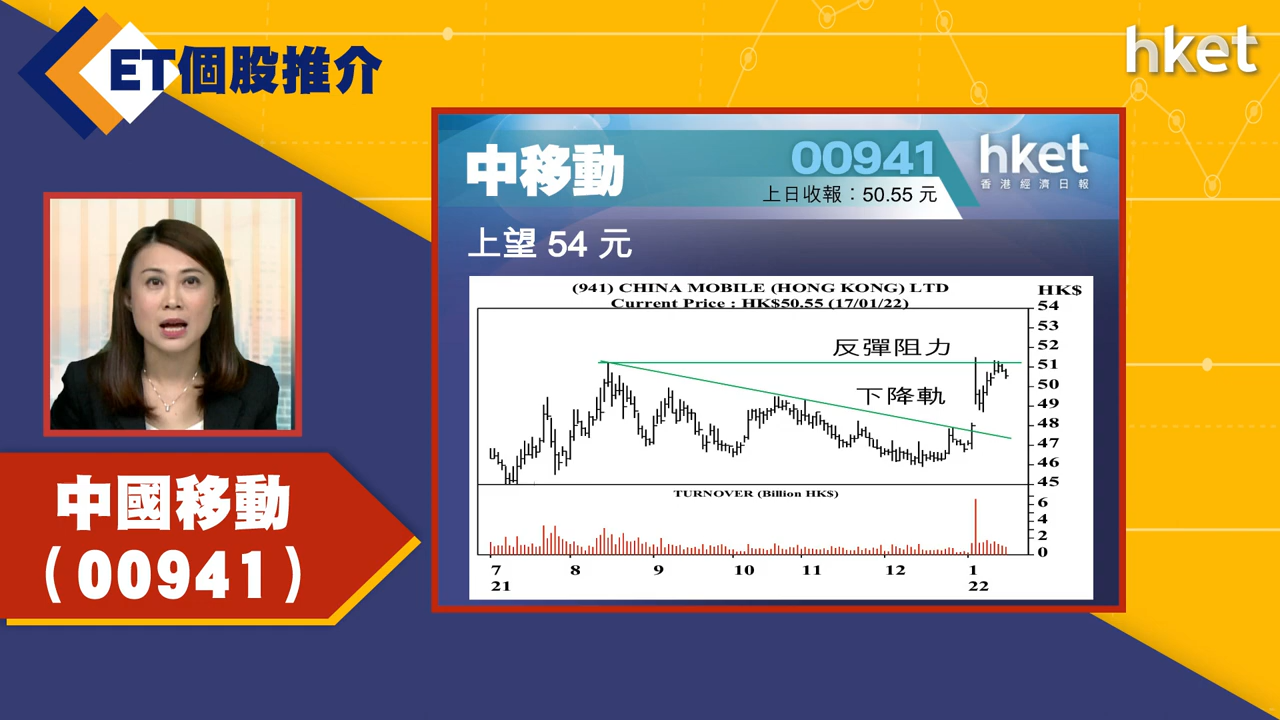 ET個股推介
hket
中移動
00941
上日收報：50.55 元
hket
香港經濟日報
上望 54 元
(941) CHINA MOBILE (HONG KONG) LTD
Current Price : HK$50.55 (17/01/22)
HK$
54
53
52
51
50
49
48
47
46
45
反彈阻力
下降軌
TURNOVER (Billion HK$)
6
4
2
0
7 8 9 10 11 12 1
21 22
中國移動
（00941）